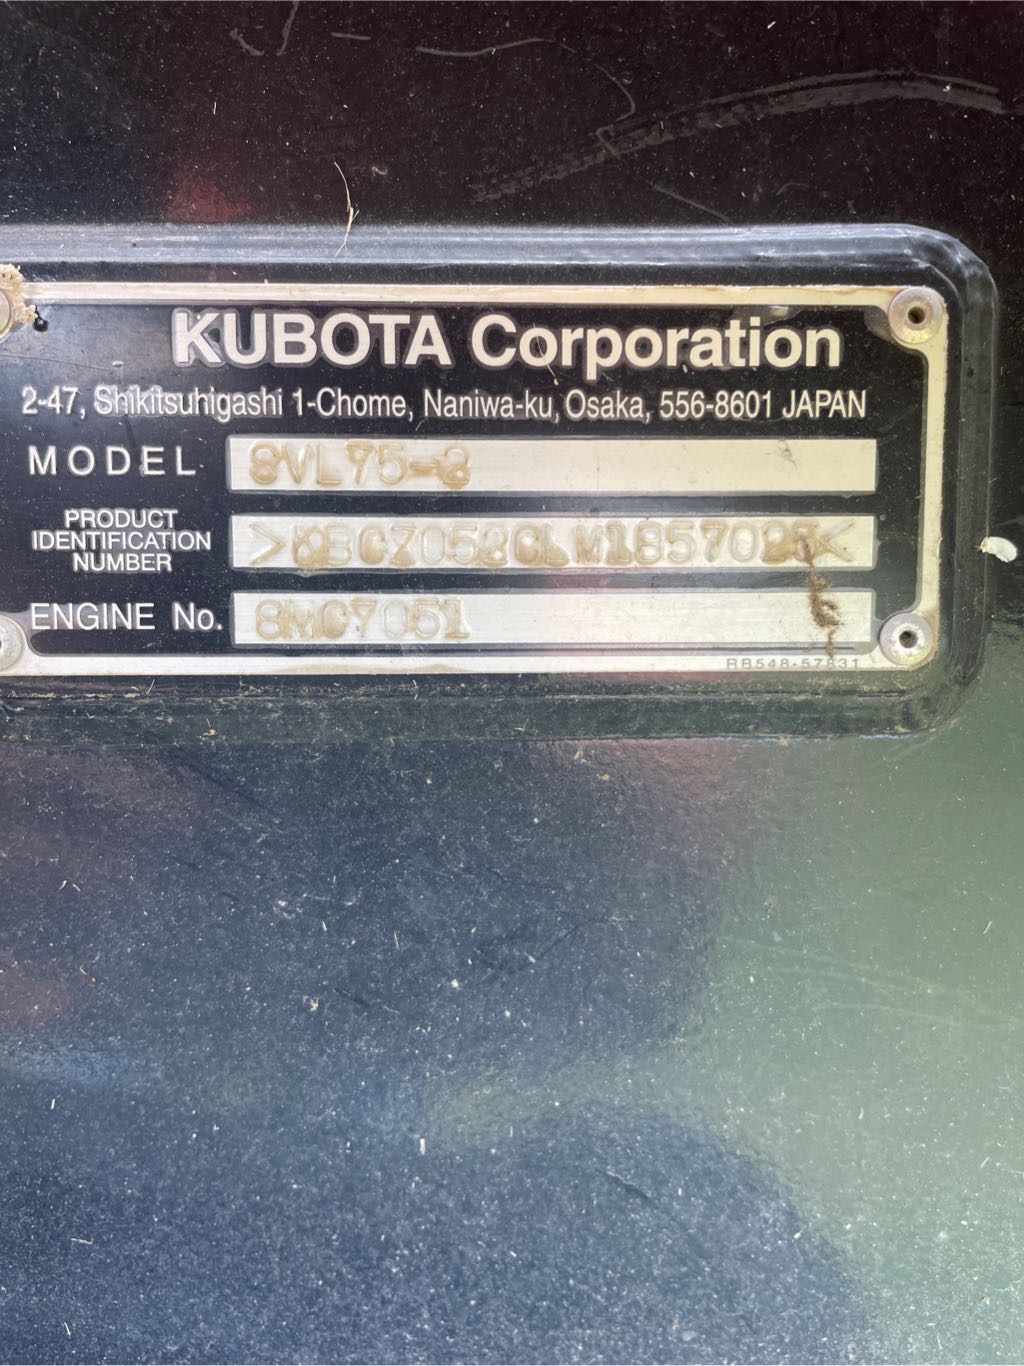 KUBOTA Corporation
2-47, Shikitsuhigashi 1-Chome, Naniwa-ku, Osaka, 556-8601 JAPAN
MODEL SVL75-2
PRODUCT
IDENTIFICATION
NUMBER
ENGINE No. 8MC7051
RB548-57831